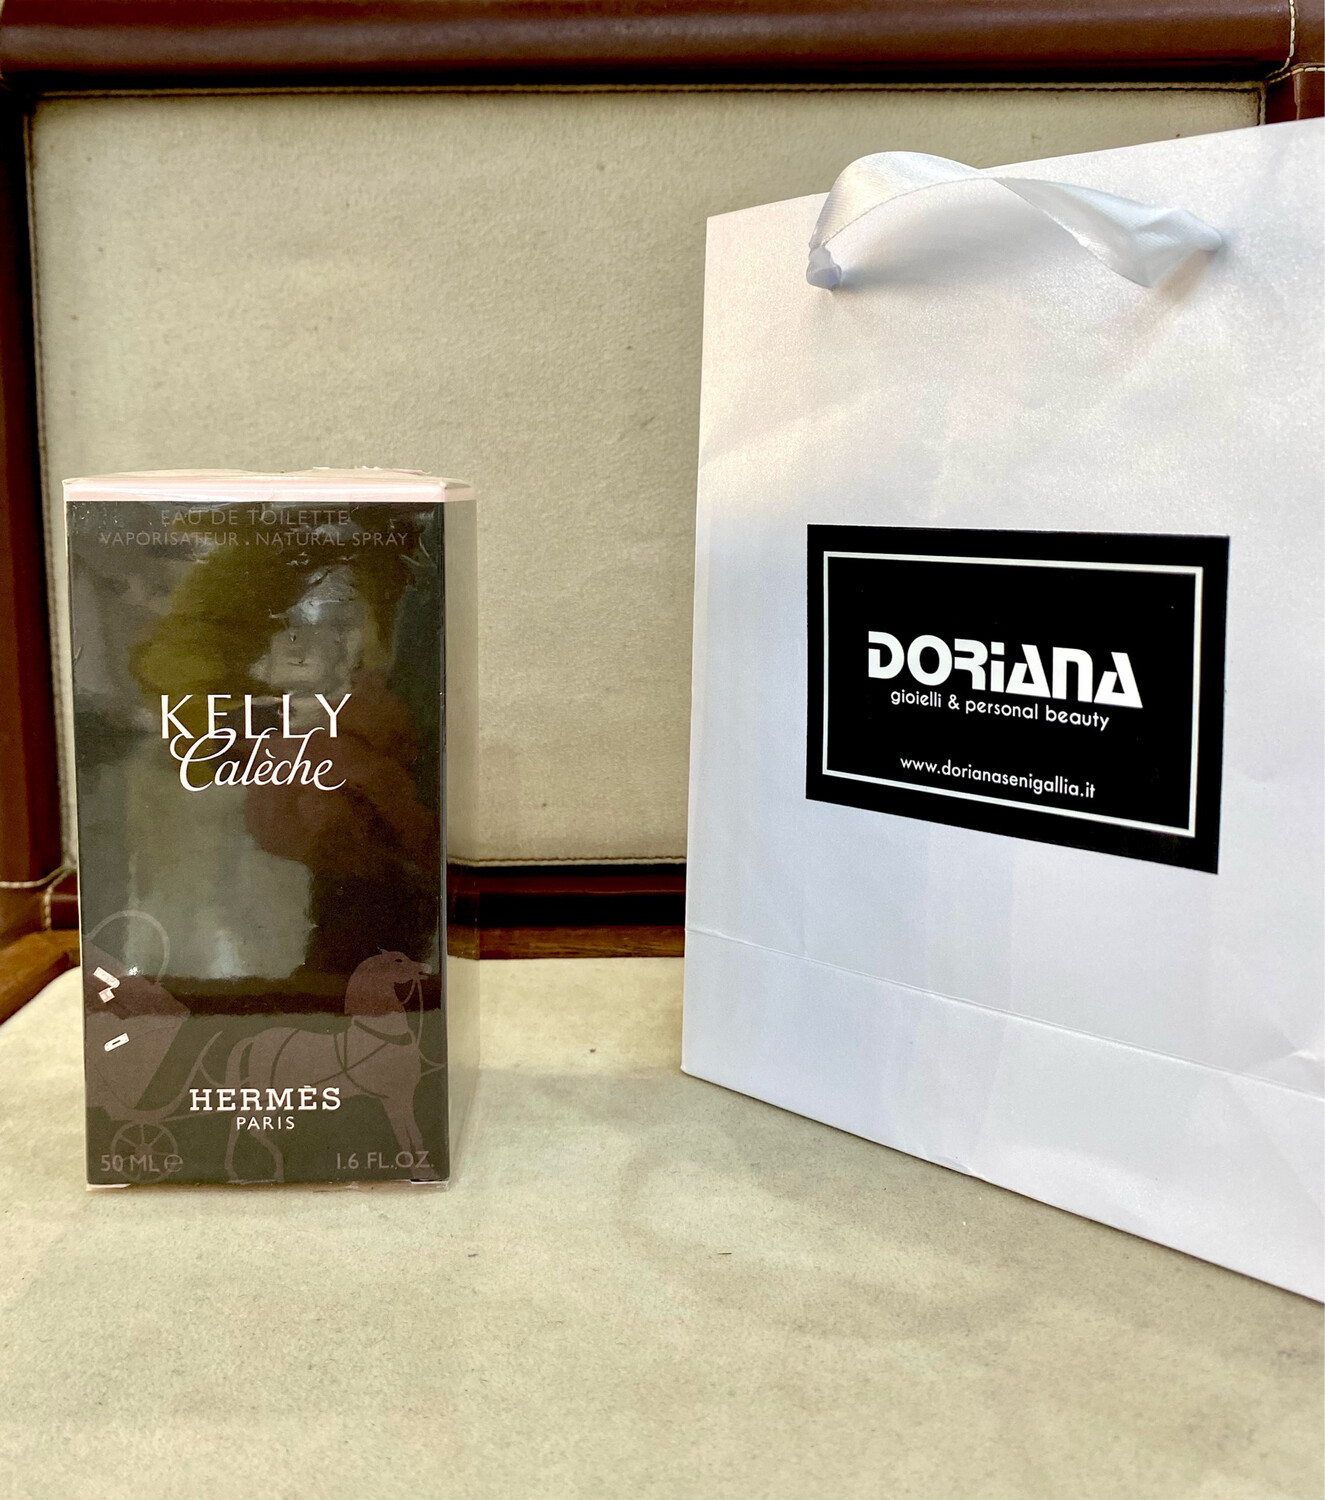 EAU DE TOILETTE
VAPORISATEUR . NATURAL SPRAY
KELLY
Calèche
HERMÈS
PARIS
50 ML ℮
1.6 FL.OZ.
DORiANA
gioielli & personal beauty
www.dorianasenigallia.it